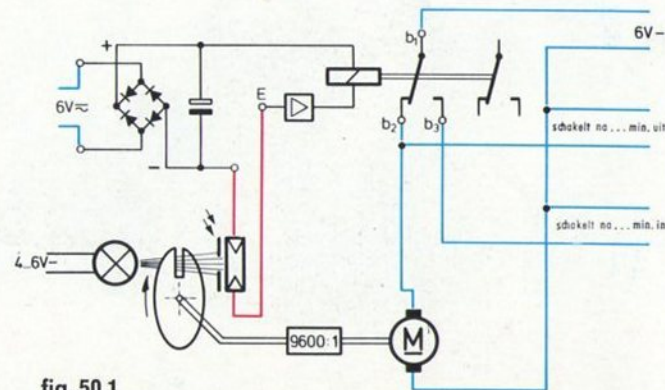 b₁
6V-
+
E
6V≂
b₂
b₃
schakelt na...min.uit
-
schakelt na...min.in
4...6V-
9600:1
M
fig. 50.1